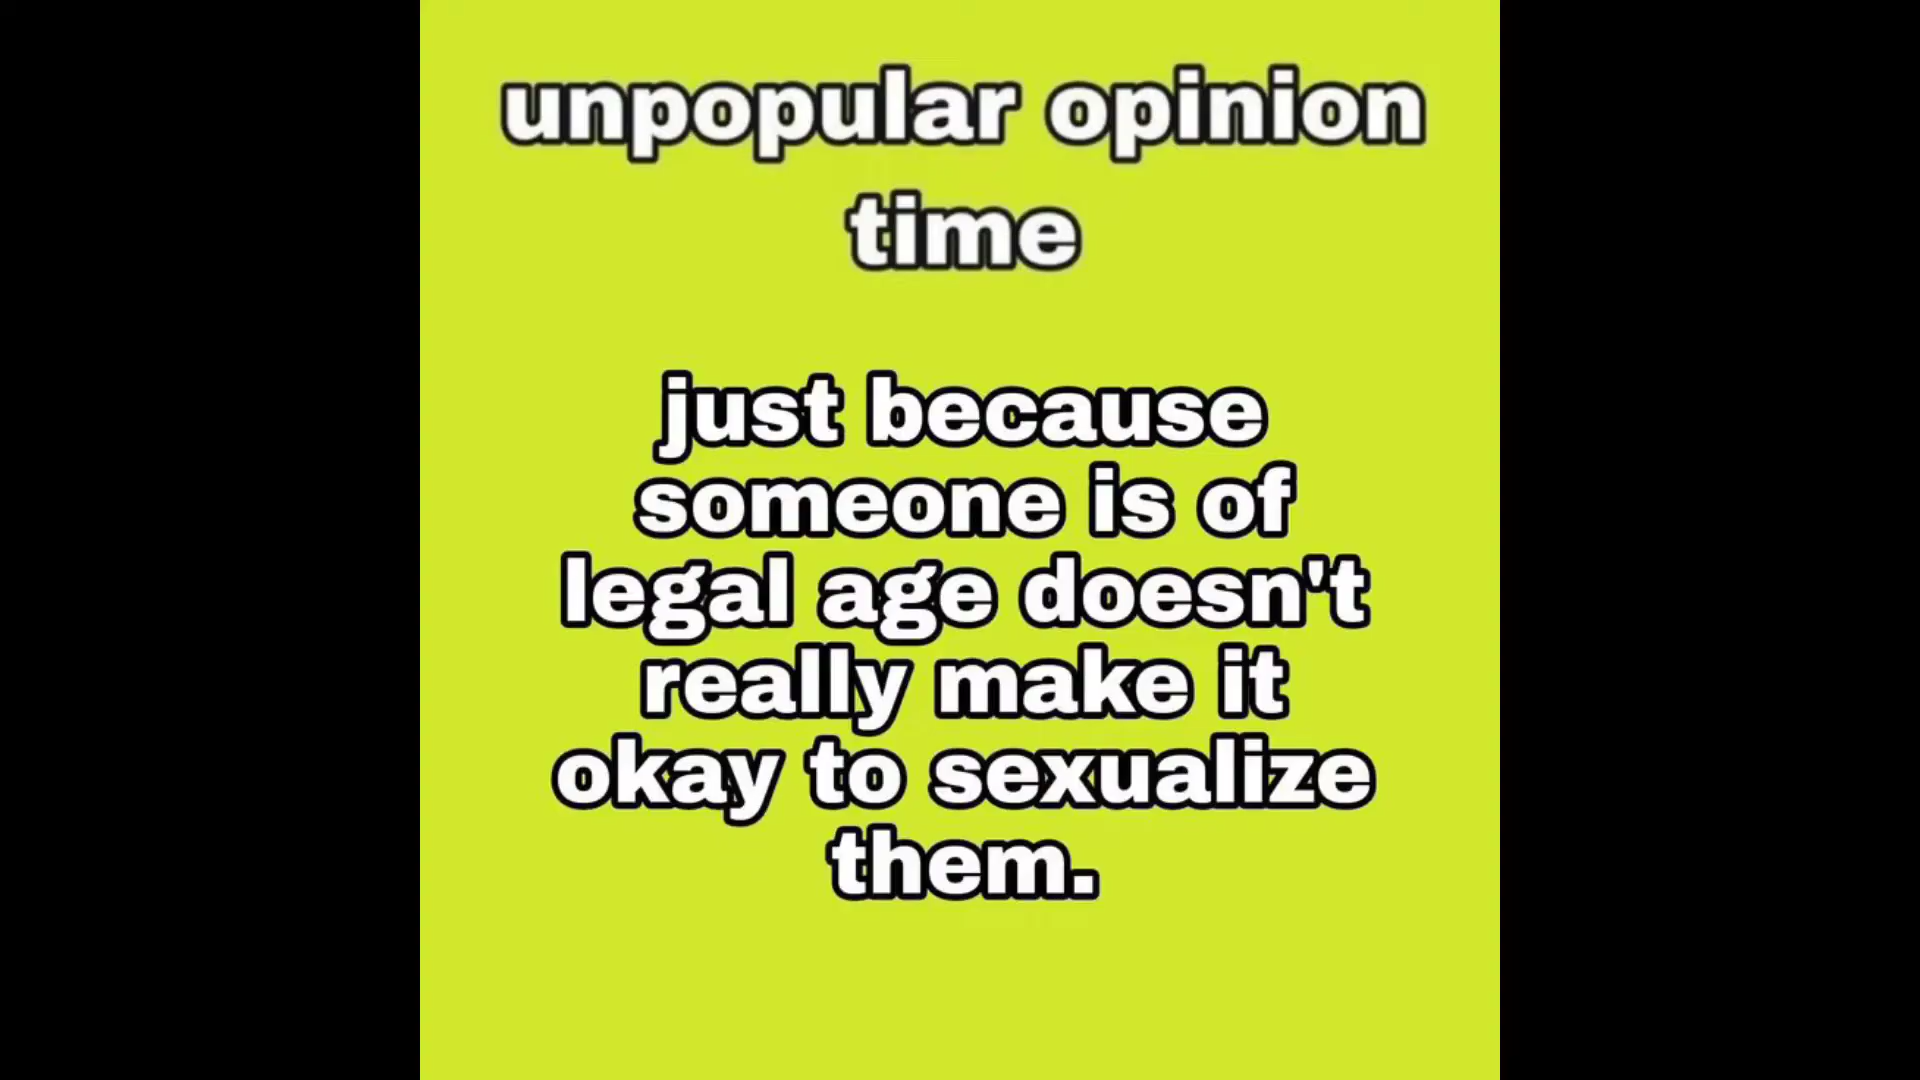 unpopular opinion
time
just because
someone is of
legal age doesn't
really make it
okay to sexualize
them.